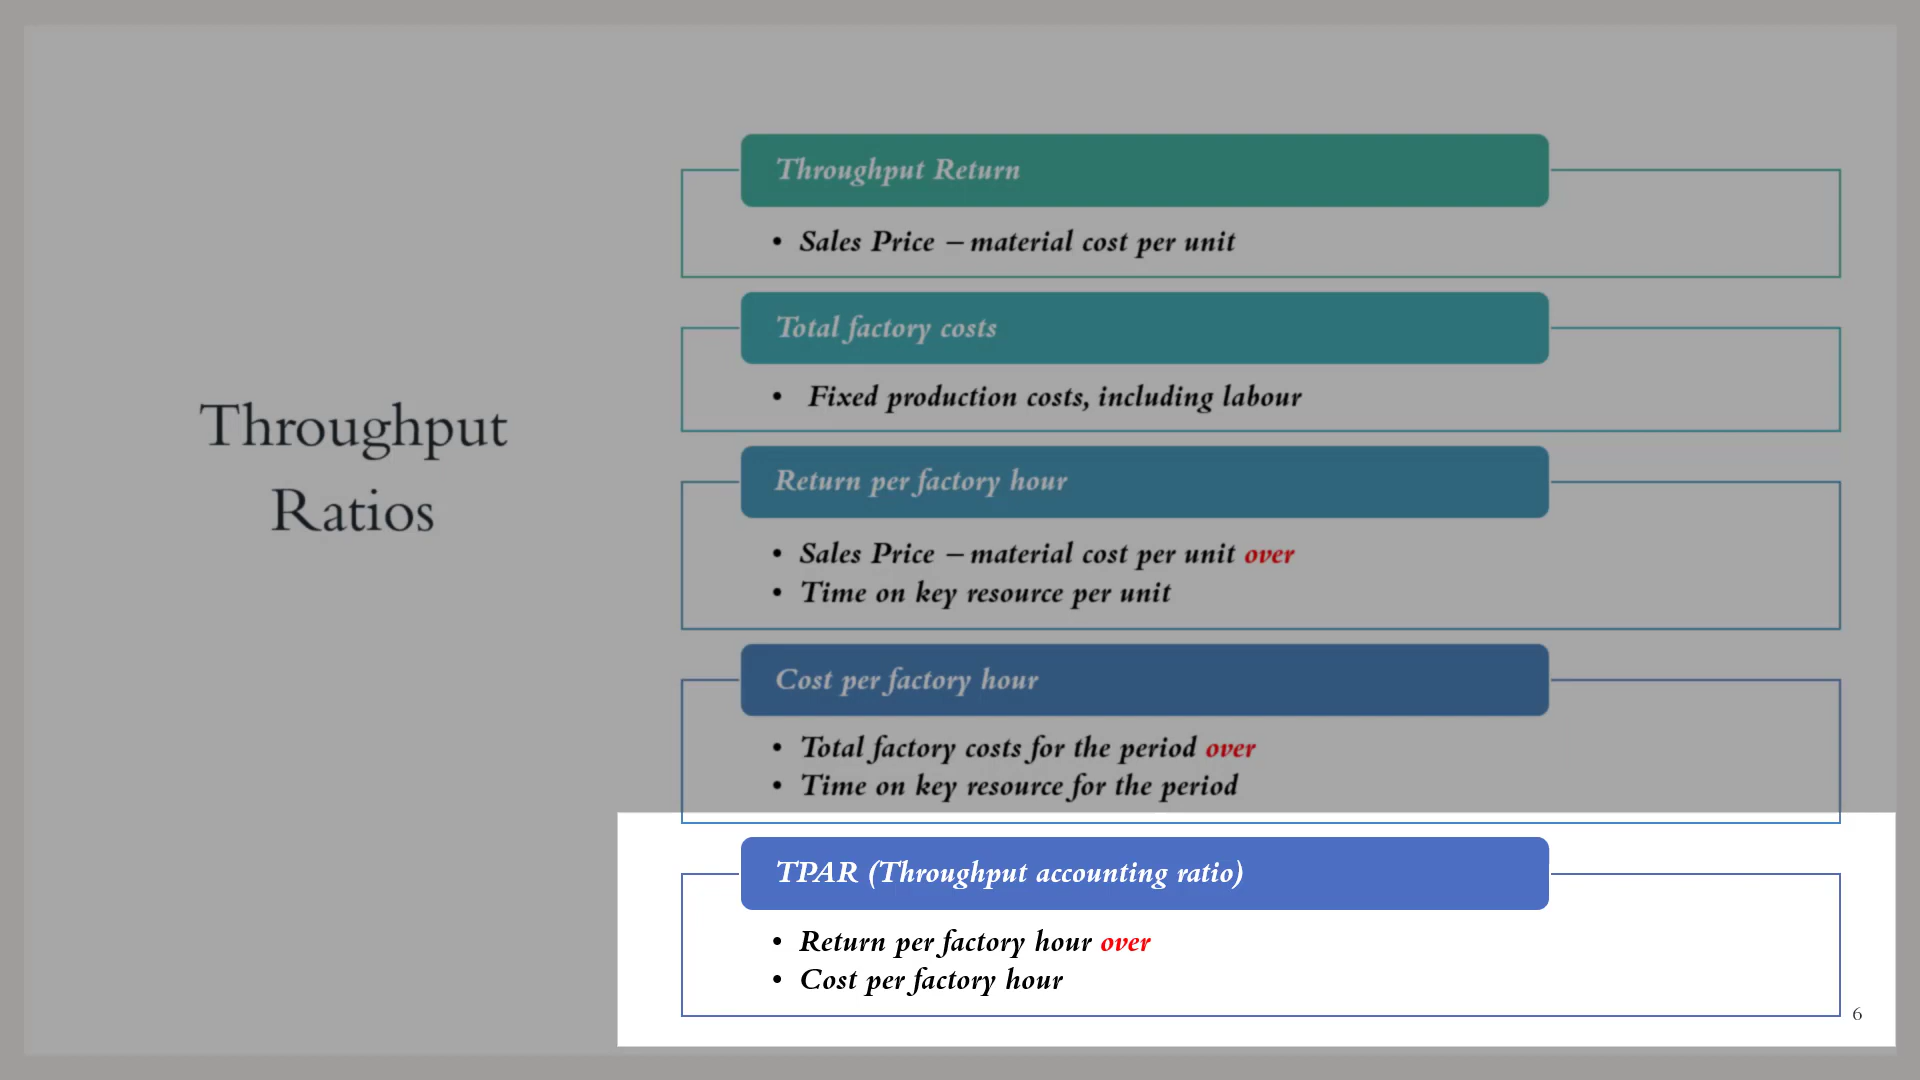 Throughput
Ratios
Throughput Return
• Sales Price – material cost per unit
Total factory costs
• Fixed production costs, including labour
Return per factory hour
• Sales Price – material cost per unit over
• Time on key resource per unit
Cost per factory hour
• Total factory costs for the period over
• Time on key resource for the period
TPAR (Throughput accounting ratio)
• Return per factory hour over
• Cost per factory hour
6